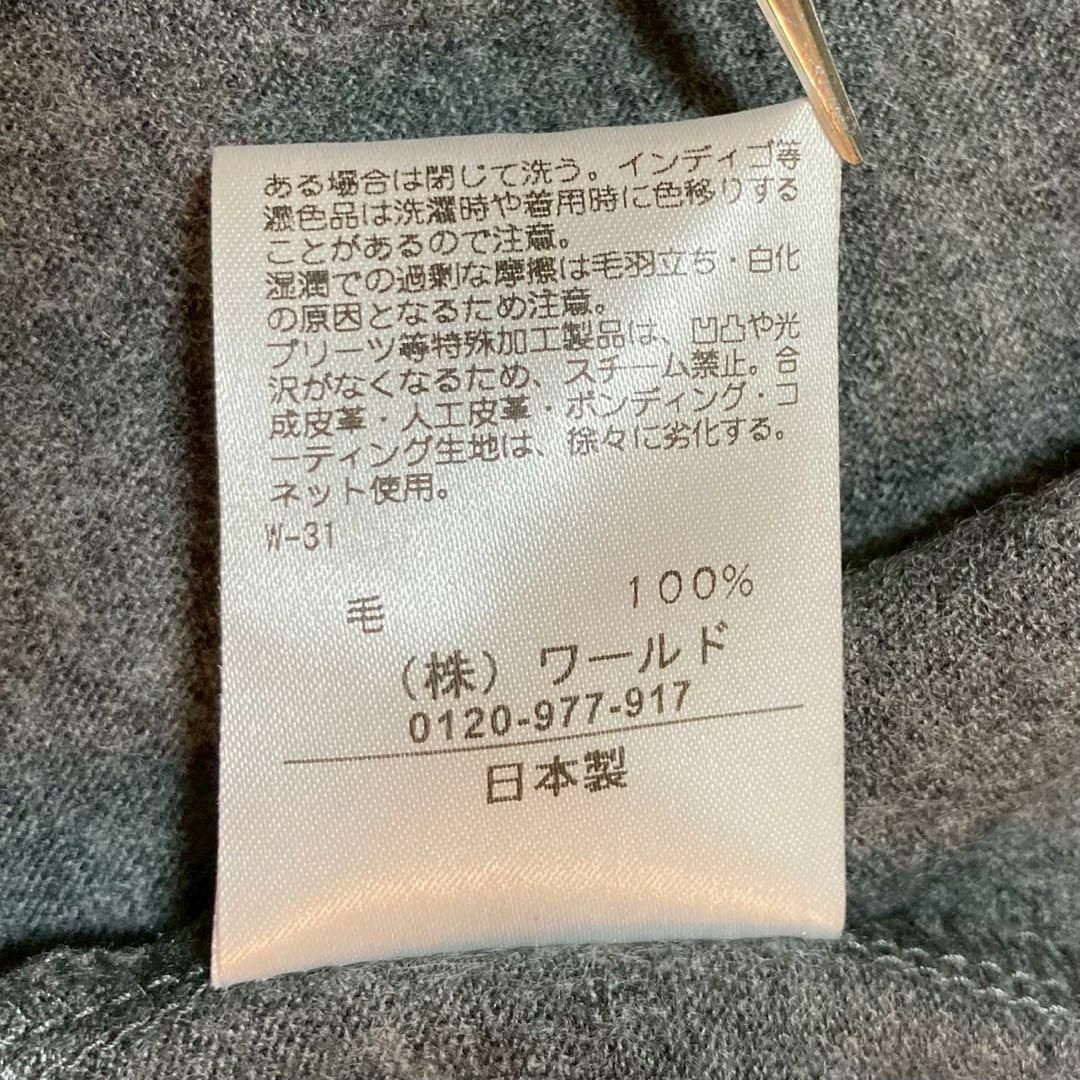 ある場合は閉じて洗う。インディゴ等
濃色品は洗濯時や着用時に色移りする
ことがあるので注意。
湿潤での過剰な摩擦は毛羽立ち・白化
の原因となるため注意。
プリーツ等特殊加工製品は、凹凸や光
沢がなくなるため、スチーム禁止。合
成皮革・人工皮革・ボンディング・コ
ーティング生地は、徐々に劣化する。
ネット使用。
W-31
毛 100%
(株) ワールド
0120-977-917
日本製